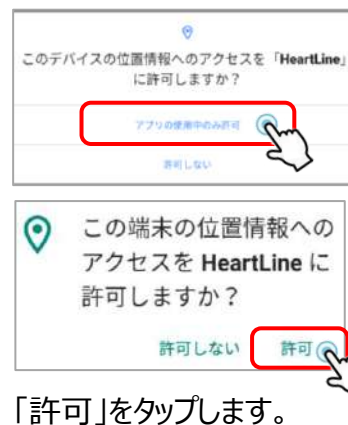 このデバイスの位置情報へのアクセスを「HeartLine」
に許可しますか？
アプリの使用中のみ許可
許可しない
この端末の位置情報への
アクセスを HeartLine に
許可しますか？
許可しない 許可
「許可」をタップします。